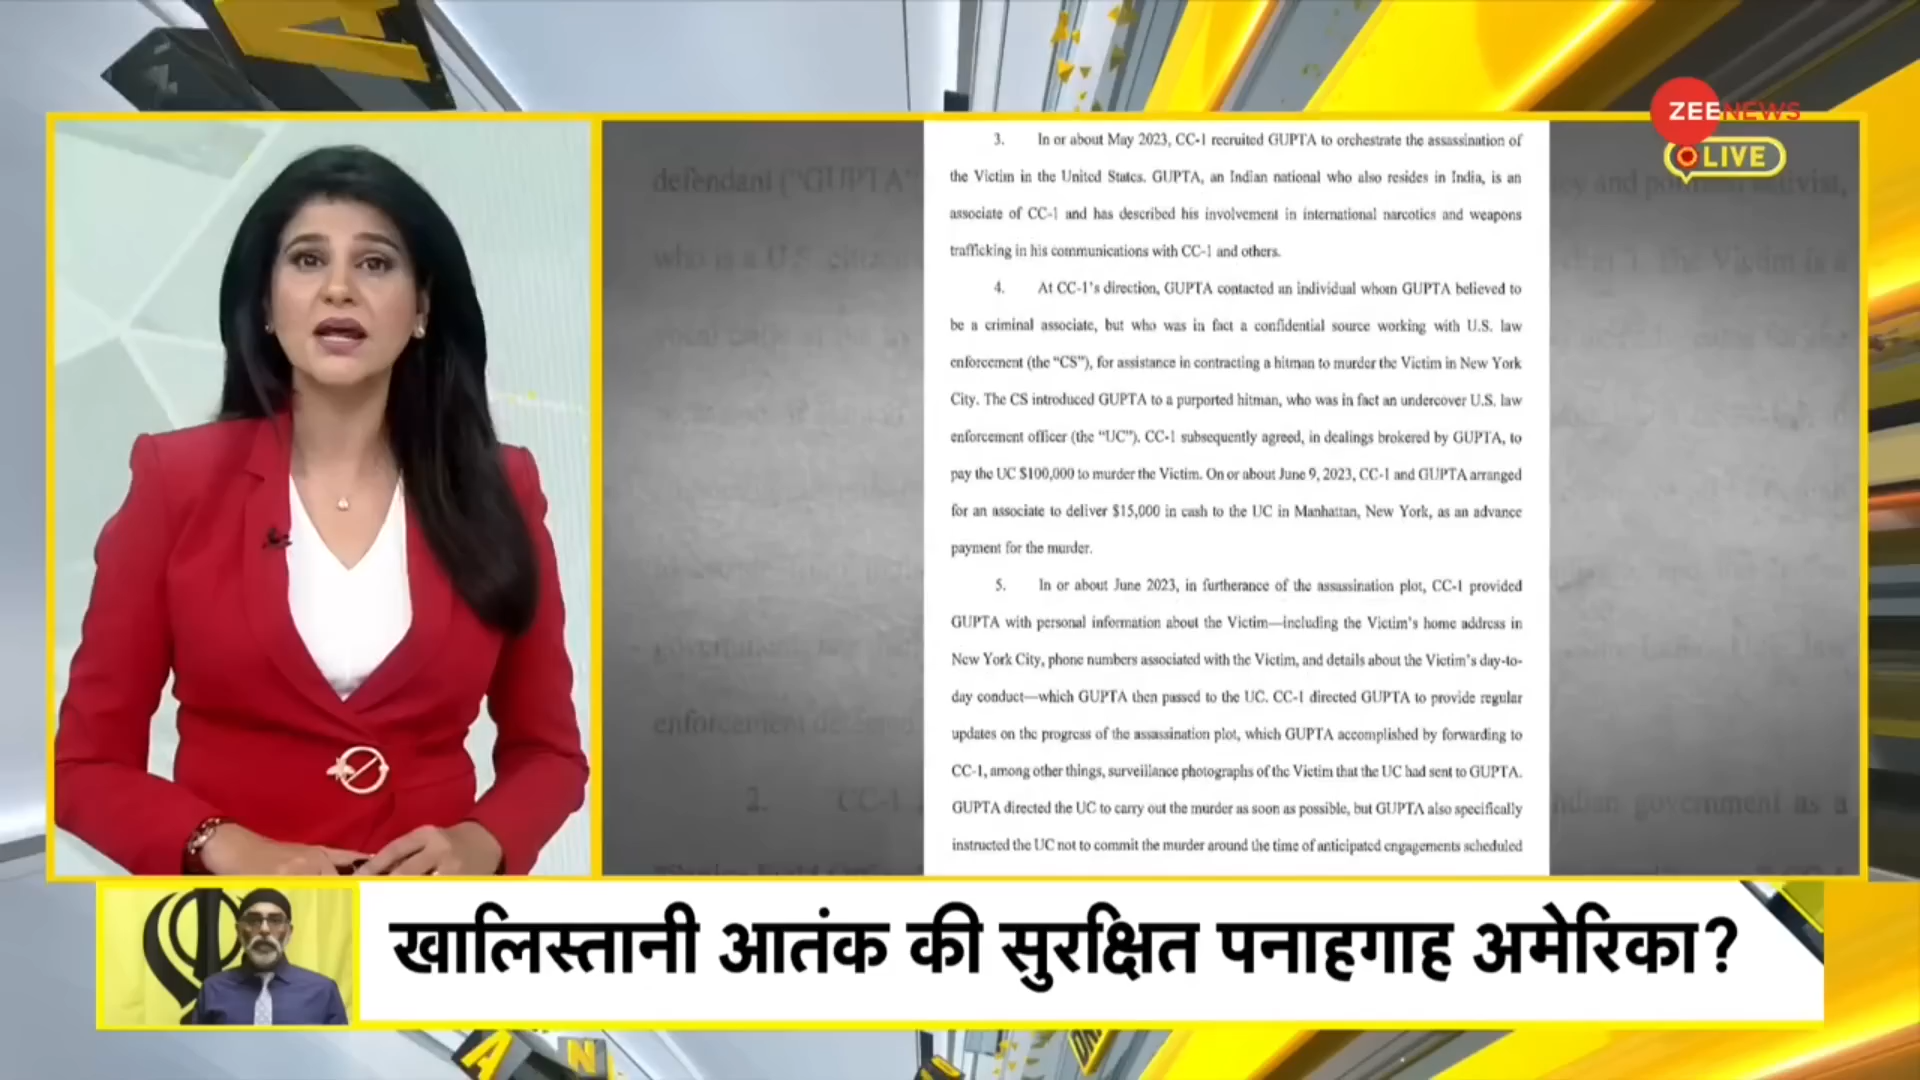 ZEE NEWS
LIVE
defendant ("GUPTA")
3. In or about May 2023, CC-1 recruited GUPTA to orchestrate the assassination of
the Victim in the United States. GUPTA, an Indian national who also resides in India, is an
associate of CC-1 and has described his involvement in international narcotics and weapons
trafficking in his communications with CC-1 and others.
4. At CC-1's direction, GUPTA contacted an individual whom GUPTA believed to
be a criminal associate, but who was in fact a confidential source working with U.S. law
enforcement (the "CS"), for assistance in contracting a hitman to murder the Victim in New York
City. The CS introduced GUPTA to a purported hitman, who was in fact an undercover U.S. law
enforcement officer (the "UC"). CC-1 subsequently agreed, in dealings brokered by GUPTA, to
pay the UC $100,000 to murder the Victim. On or about June 9, 2023, CC-1 and GUPTA arranged
for an associate to deliver $15,000 in cash to the UC in Manhattan, New York, as an advance
payment for the murder.
5. In or about June 2023, in furtherance of the assassination plot, CC-1 provided
GUPTA with personal information about the Victim—including the Victim's home address in
New York City, phone numbers associated with the Victim, and details about the Victim's day-to-
day conduct—which GUPTA then passed to the UC. CC-1 directed GUPTA to provide regular
updates on the progress of the assassination plot, which GUPTA accomplished by forwarding to
CC-1, among other things, surveillance photographs of the Victim that the UC had sent to GUPTA.
GUPTA directed the UC to carry out the murder as soon as possible, but GUPTA also specifically
instructed the UC not to commit the murder around the time of anticipated engagements scheduled
खालिस्तानी आतंक की सुरक्षित पनाहगाह अमेरिका?